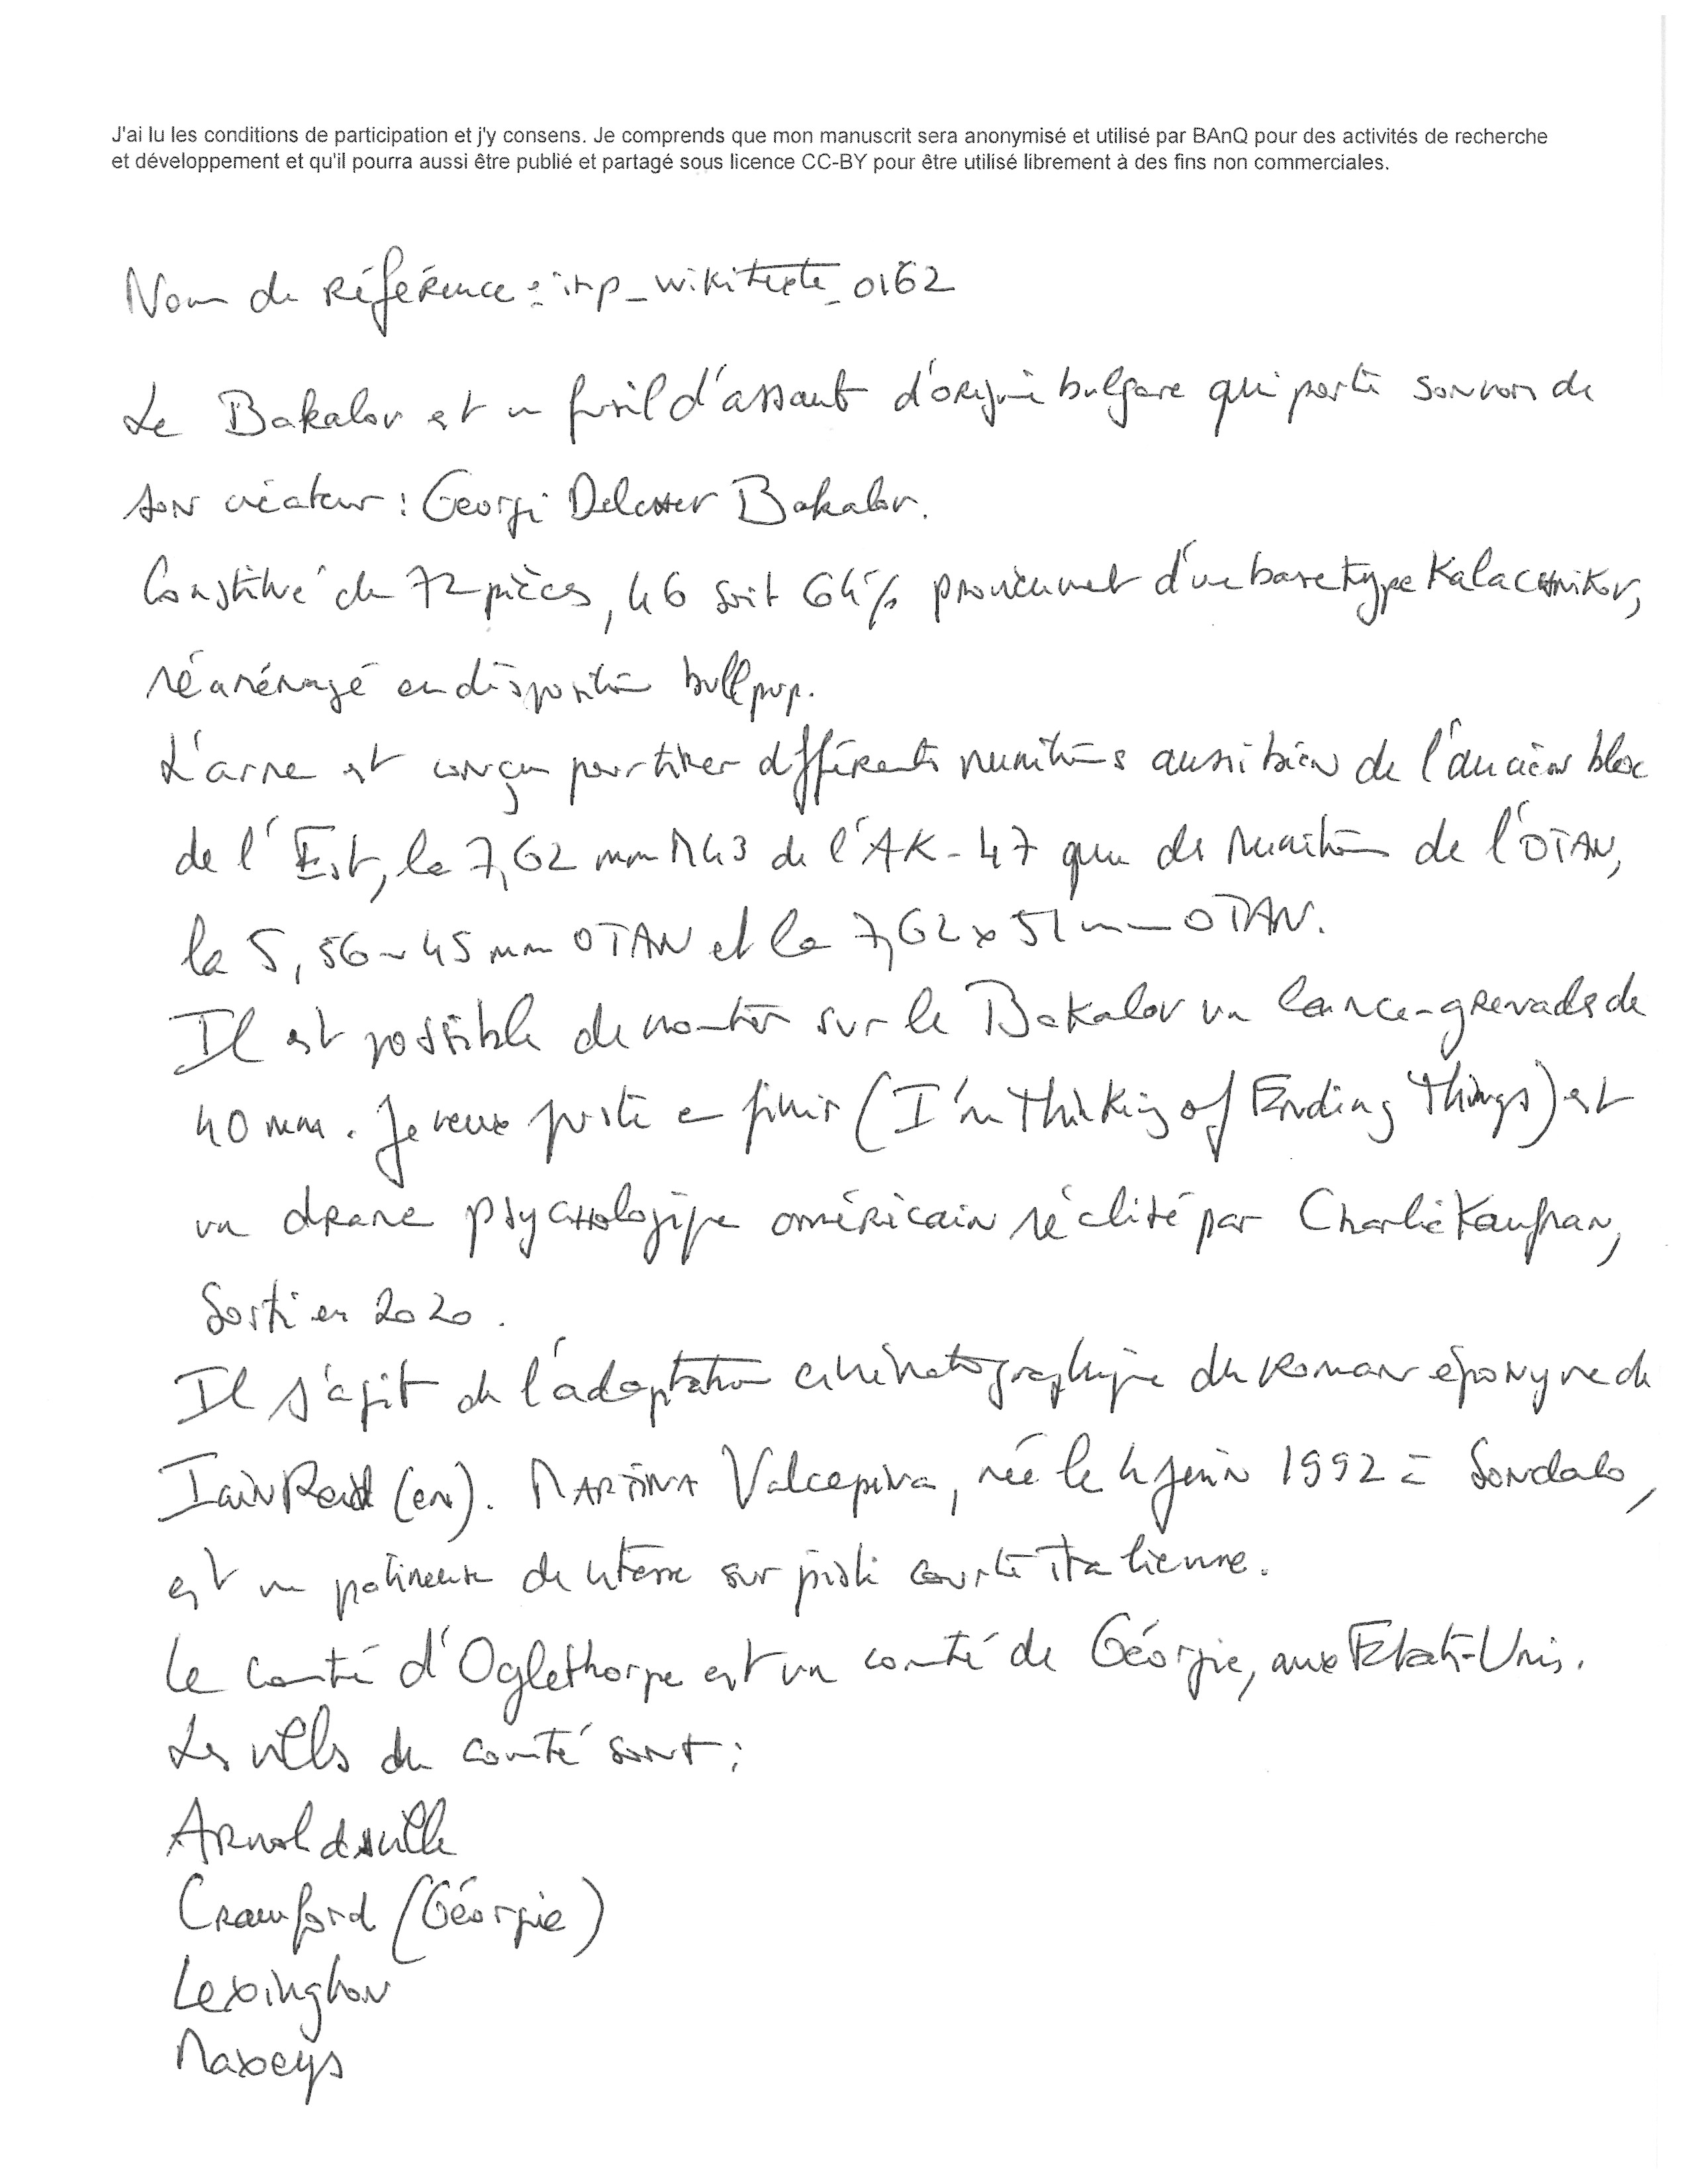 J'ai lu les conditions de participation et j'y consens. Je comprends que mon manuscrit sera anonymisé et utilisé par BAnQ pour des activités de recherche
et développement et qu'il pourra aussi être publié et partagé sous licence CC-BY pour être utilisé librement à des fins non commerciales.
Nom de Référence : imp_wikitexte_0162
Le Bakalov est un fusil d'assaut d'origine bulgare qui porte son nom de
son créateur : Georgi Delchev Bakalov.
Constitué de 72 pièces, 46 soit 64% proviennent d'une base type Kalachnikov,
réaménagé en disposition bullpup.
L'arme est conçu pour tirer différents munitions aussi bien de l'ancien bloc
de l'Est, le 7,62 mm M43 de l'AK-47 que des munitions de l'OTAN,
le 5,56 ~ 45 mm OTAN et le 7,62 x 51 mm OTAN.
Il est possible de monter sur le Bakalov un lance-grenades de
40 mm. Je veux juste en finir (I'm Thinking of Ending Things) est
un drame psychologique américain réalisé par Charlie Kaufman,
sorti en 2020.
Il s'agit de l'adaptation cinématographique du roman éponyme de
Iain Reid (en). Martina Valcepina, née le 4 juin 1992 à Sondalo,
est un patineuse de vitesse sur piste courte italienne.
Le comté d'Oglethorpe est un comté de Géorgie, aux Etats-Unis.
Les villes du comté sont :
Arnoldsville
Crawford (Géorgie)
Lexington
Maxeys